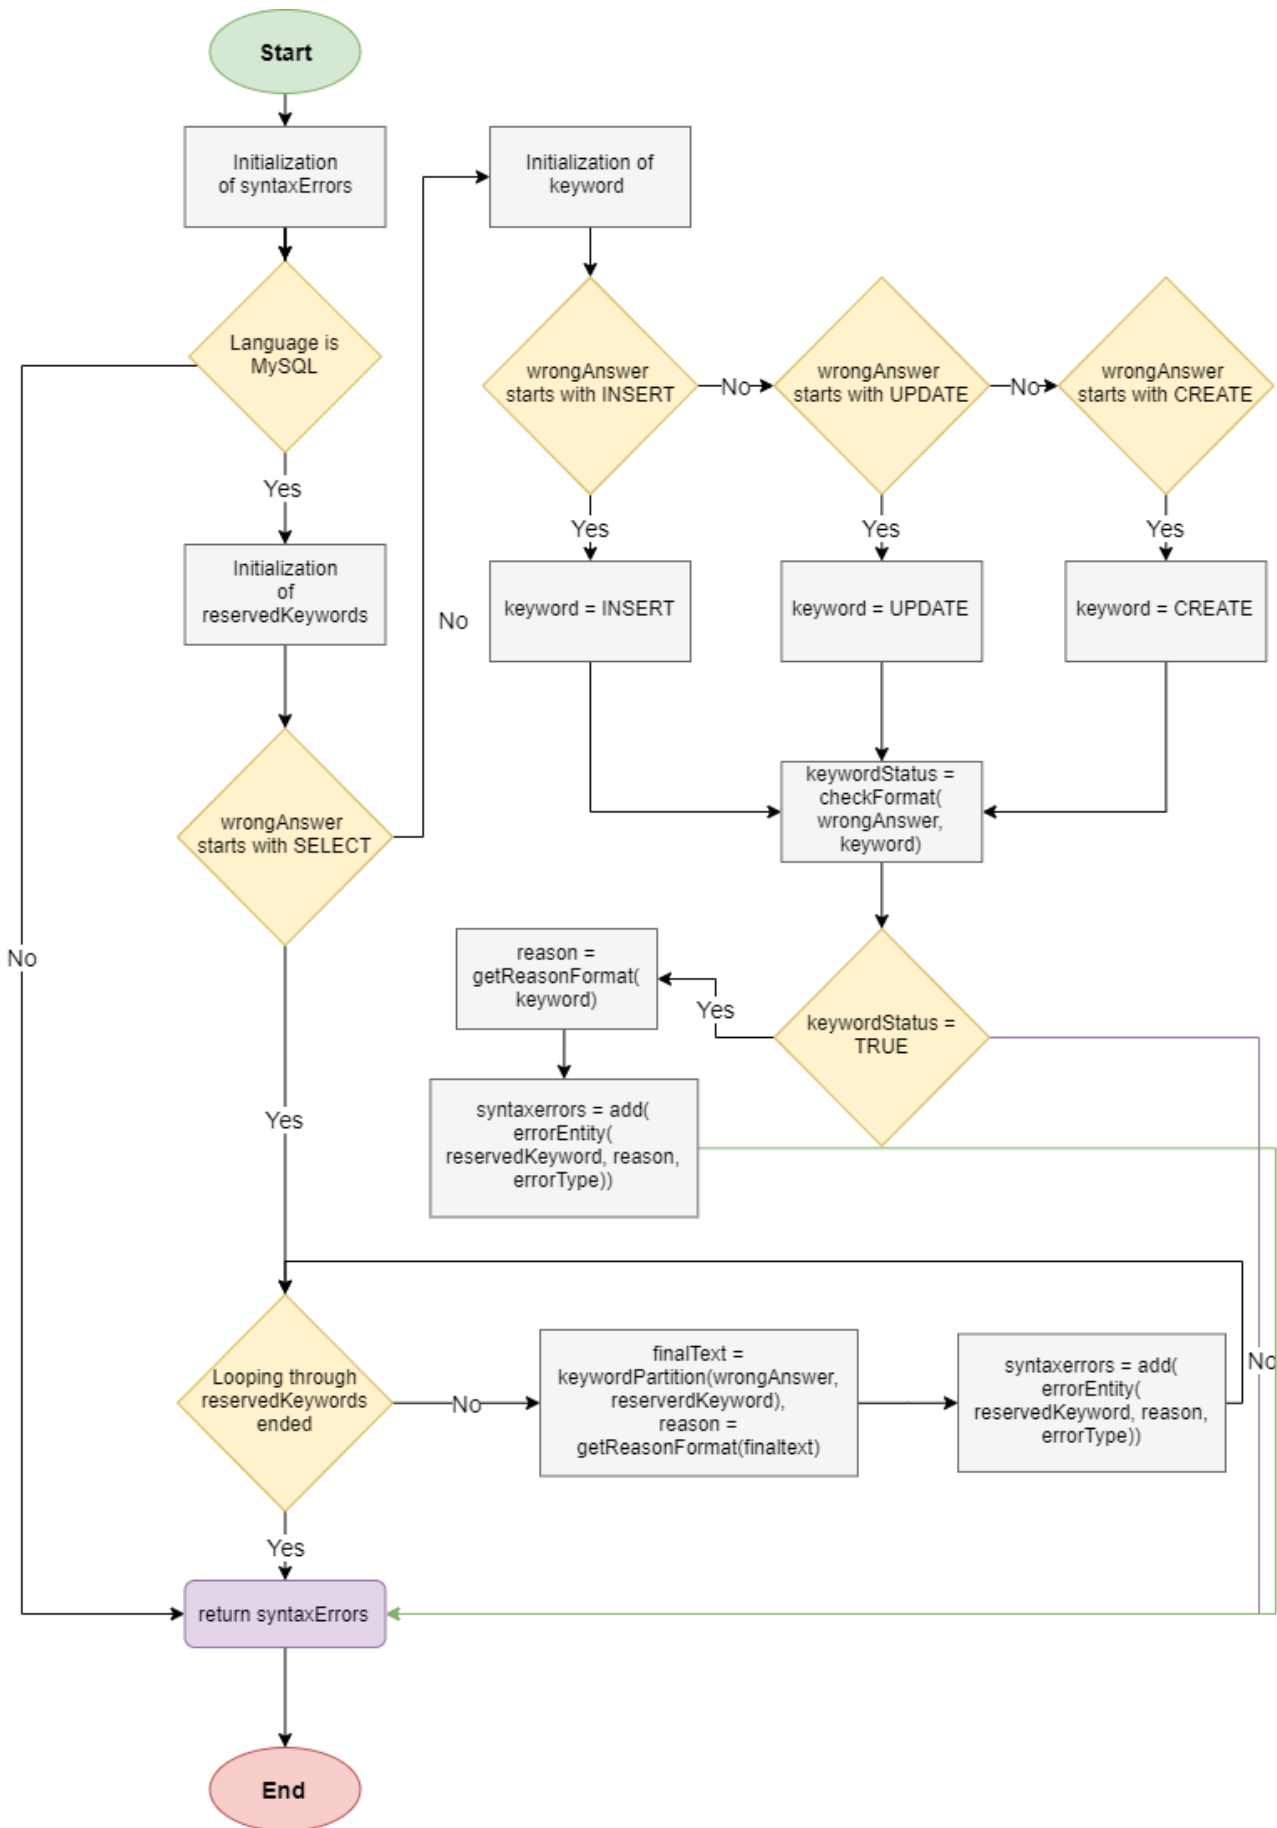 Start
Initialization
of syntaxErrors
Initialization of
keyword
Language is
MySQL
wrongAnswer
starts with INSERT
No
wrongAnswer
starts with UPDATE
No
wrongAnswer
starts with CREATE
Yes
Yes
Yes
Yes
Initialization
of
reservedKeywords
No
keyword = INSERT
keyword = UPDATE
keyword = CREATE
wrongAnswer
starts with SELECT
keywordStatus =
checkFormat(
wrongAnswer,
keyword)
No
reason =
getReasonFormat(
keyword)
Yes
keywordStatus =
TRUE
Yes
syntaxerrors = add(
errorEntity(
reservedKeyword, reason,
errorType))
Looping through
reservedKeywords
ended
No
finalText =
keywordPartition(wrongAnswer,
reserverdKeyword),
reason =
getReasonFormat(finaltext)
syntaxerrors = add(
errorEntity(
reservedKeyword, reason,
errorType))
No
Yes
return syntaxErrors
End